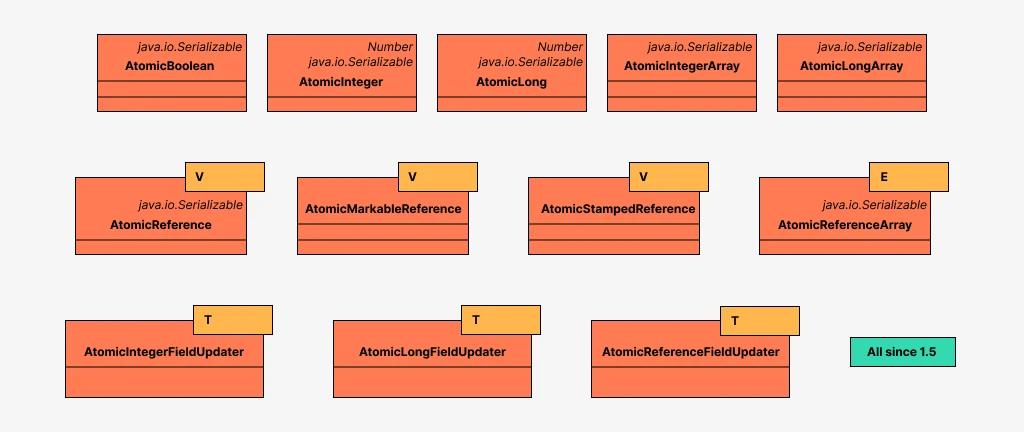 java.io.Serializable
AtomicBoolean
Number
java.io.Serializable
AtomicInteger
Number
java.io.Serializable
AtomicLong
java.io.Serializable
AtomicIntegerArray
java.io.Serializable
AtomicLongArray
V
java.io.Serializable
AtomicReference
V
AtomicMarkableReference
V
AtomicStampedReference
E
java.io.Serializable
AtomicReferenceArray
T
AtomicIntegerFieldUpdater
T
AtomicLongFieldUpdater
T
AtomicReferenceFieldUpdater
All since 1.5